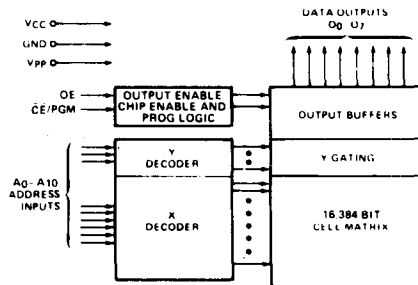 VCC
GND
VPP
DATA OUTPUTS
O0 O7
OE
CE/PGM
OUTPUT ENABLE
CHIP ENABLE AND
PROG LOGIC
OUTPUT BUFFERS
A0-A10
ADDRESS
INPUTS
Y
DECODER
Y GATING
X
DECODER
16,384 BIT
CELL MATRIX